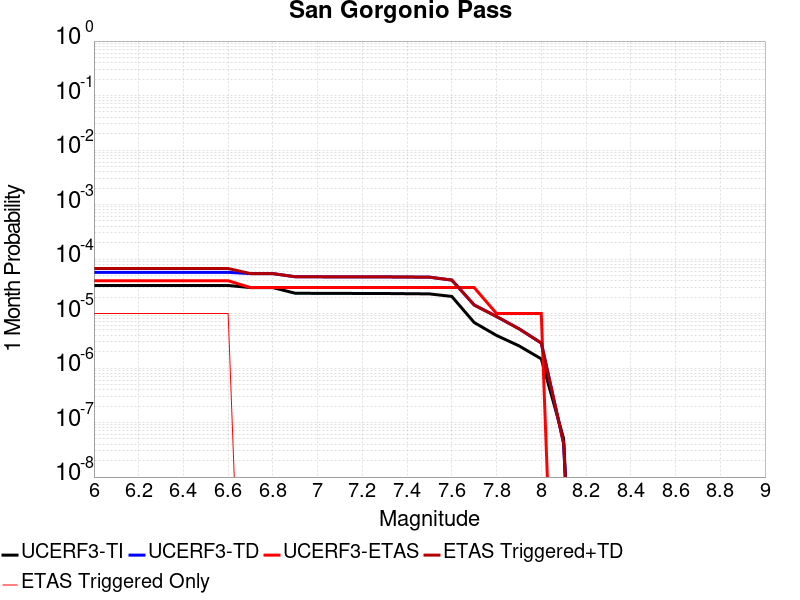 San Gorgonio Pass
10^0
10^-1
10^-2
10^-3
10^-4
10^-5
10^-6
10^-7
10^-8
1 Month Probability
6 6.2 6.4 6.6 6.8 7 7.2 7.4 7.6 7.8 8 8.2 8.4 8.6 8.8 9
Magnitude
UCERF3-TI UCERF3-TD UCERF3-ETAS ETAS Triggered+TD
ETAS Triggered Only